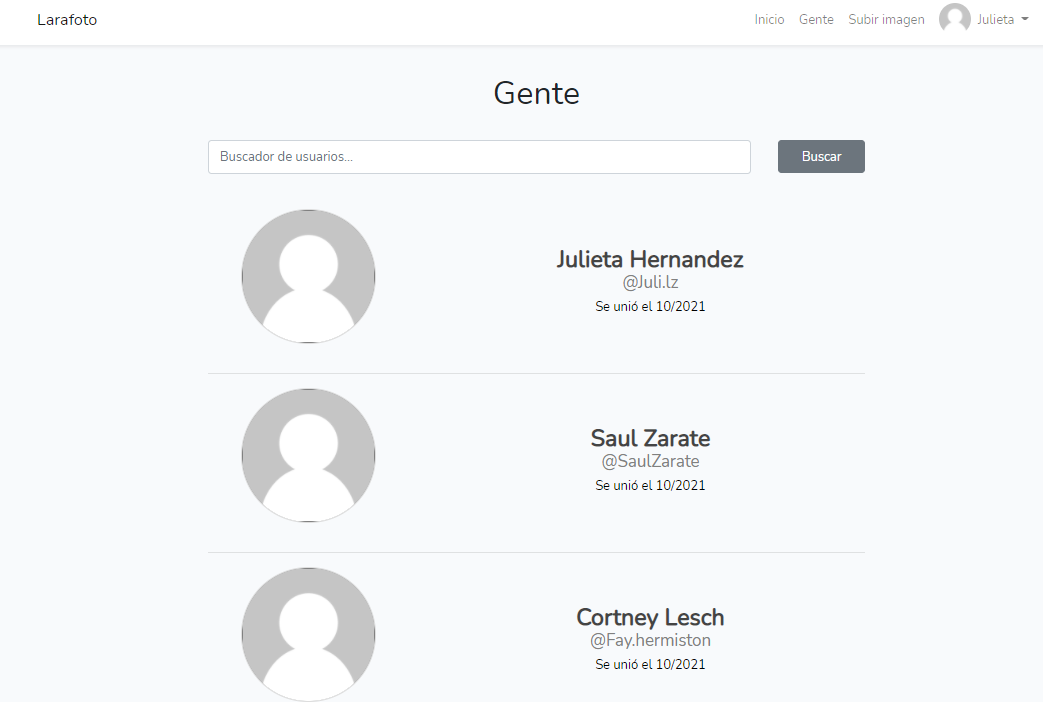 Larafoto
Inicio Gente Subir imagen Julieta
Gente
Buscador de usuarios...
Buscar
Julieta Hernandez
@Juli.lz
Se unió el 10/2021
Saul Zarate
@SaulZarate
Se unió el 10/2021
Cortney Lesch
@Fay.hermiston
Se unió el 10/2021